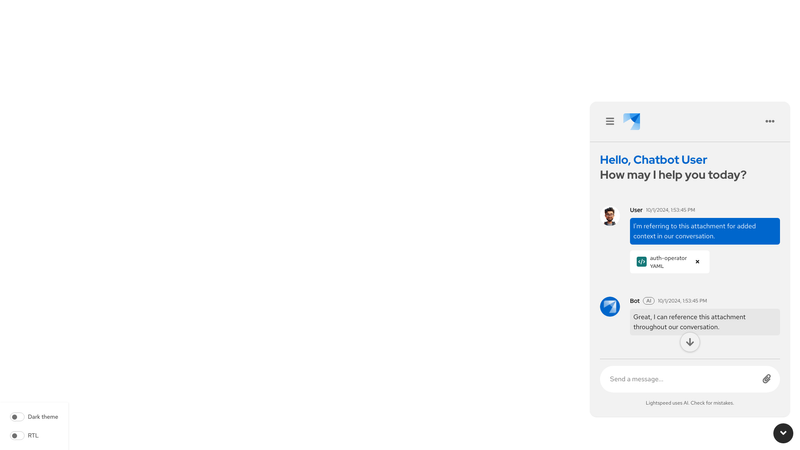 Hello, Chatbot User
How may I help you today?
User 10/1/2024, 1:53:45 PM
I'm referring to this attachment for added
context in our conversation.
auth-operator
YAML
Bot AI 10/1/2024, 1:53:45 PM
Great, I can reference this attachment
throughout our conversation.
Send a message...
Lightspeed uses AI. Check for mistakes.
Dark theme
RTL